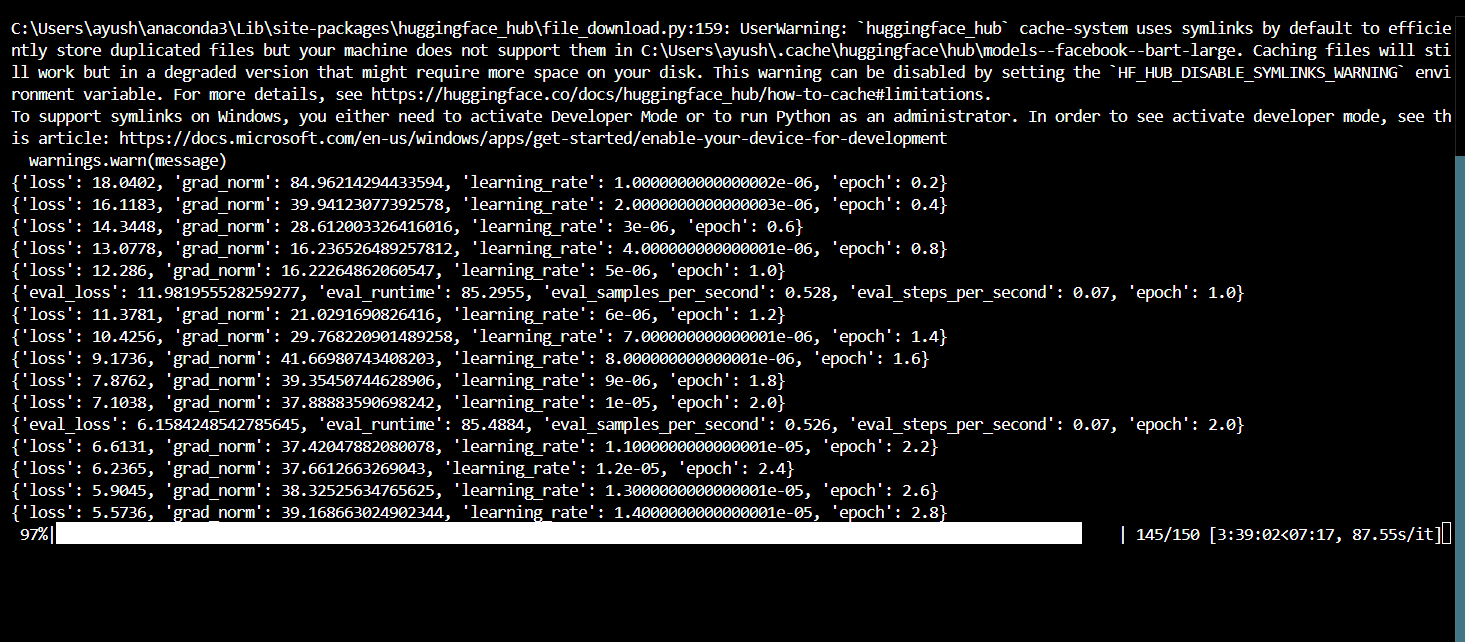 C:\Users\ayush\anaconda3\Lib\site-packages\huggingface_hub\file_download.py:159: UserWarning: `huggingface_hub` cache-system uses symlinks by default to efficie
ntly store duplicated files but your machine does not support them in C:\Users\ayush\.cache\huggingface\hub\models--facebook--bart-large. Caching files will sti
ll work but in a degraded version that might require more space on your disk. This warning can be disabled by setting the `HF_HUB_DISABLE_SYMLINKS_WARNING` envi
ronment variable. For more details, see https://huggingface.co/docs/huggingface_hub/how-to-cache#limitations.
To support symlinks on Windows, you either need to activate Developer Mode or to run Python as an administrator. In order to see activate developer mode, see th
is article: https://docs.microsoft.com/en-us/windows/apps/get-started/enable-your-device-for-development
  warnings.warn(message)
{'loss': 18.0402, 'grad_norm': 84.96214294433594, 'learning_rate': 1.0000000000000002e-06, 'epoch': 0.2}
{'loss': 16.1183, 'grad_norm': 39.94123077392578, 'learning_rate': 2.0000000000000003e-06, 'epoch': 0.4}
{'loss': 14.3448, 'grad_norm': 28.612003326416016, 'learning_rate': 3e-06, 'epoch': 0.6}
{'loss': 13.0778, 'grad_norm': 16.236526489257812, 'learning_rate': 4.000000000000001e-06, 'epoch': 0.8}
{'loss': 12.286, 'grad_norm': 16.22264862060547, 'learning_rate': 5e-06, 'epoch': 1.0}
{'eval_loss': 11.981955528259277, 'eval_runtime': 85.2955, 'eval_samples_per_second': 0.528, 'eval_steps_per_second': 0.07, 'epoch': 1.0}
{'loss': 11.3781, 'grad_norm': 21.0291690826416, 'learning_rate': 6e-06, 'epoch': 1.2}
{'loss': 10.4256, 'grad_norm': 29.768220901489258, 'learning_rate': 7.000000000000001e-06, 'epoch': 1.4}
{'loss': 9.1736, 'grad_norm': 41.66980743408203, 'learning_rate': 8.000000000000001e-06, 'epoch': 1.6}
{'loss': 7.8762, 'grad_norm': 39.35450744628906, 'learning_rate': 9e-06, 'epoch': 1.8}
{'loss': 7.1038, 'grad_norm': 37.88883590698242, 'learning_rate': 1e-05, 'epoch': 2.0}
{'eval_loss': 6.1584248542785645, 'eval_runtime': 85.4884, 'eval_samples_per_second': 0.526, 'eval_steps_per_second': 0.07, 'epoch': 2.0}
{'loss': 6.6131, 'grad_norm': 37.42047882080078, 'learning_rate': 1.1000000000000001e-05, 'epoch': 2.2}
{'loss': 6.2365, 'grad_norm': 37.6612663269043, 'learning_rate': 1.2e-05, 'epoch': 2.4}
{'loss': 5.9045, 'grad_norm': 38.32525634765625, 'learning_rate': 1.3000000000000001e-05, 'epoch': 2.6}
{'loss': 5.5736, 'grad_norm': 39.168663024902344, 'learning_rate': 1.4000000000000001e-05, 'epoch': 2.8}
97%| | 145/150 [3:39:02<07:17, 87.55s/it]